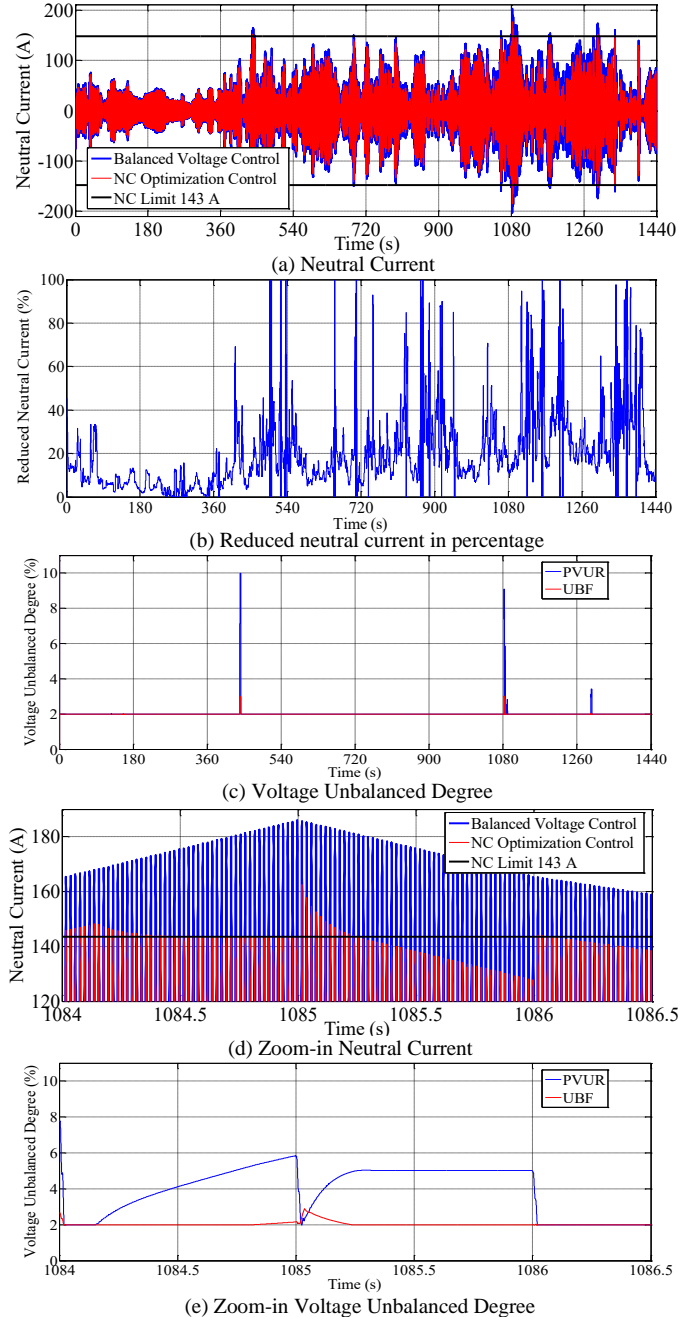 200
100
0
-100
-200
Neutral Current (A)
Balanced Voltage Control
NC Optimization Control
NC Limit 143 A
0 180 360 540 720 900 1080 1260 1440
Time (s)
(a) Neutral Current
100
80
60
40
20
0
Reduced Neutral Current (%)
0 180 360 540 720 900 1080 1260 1440
Time (s)
(b) Reduced neutral current in percentage
10
8
6
4
2
0
Voltage Unbalanced Degree (%)
PVUR
UBF
0 180 360 540 720 900 1080 1260 1440
Time (s)
(c) Voltage Unbalanced Degree
180
160
140
120
Neutral Current (A)
Balanced Voltage Control
NC Optimization Control
NC Limit 143 A
1084 1084.5 1085 1085.5 1086 1086.5
Time (s)
(d) Zoom-in Neutral Current
10
8
6
4
2
0
Voltage Unbalanced Degree (%)
PVUR
UBF
1084 1084.5 1085 1085.5 1086 1086.5
Time (s)
(e) Zoom-in Voltage Unbalanced Degree